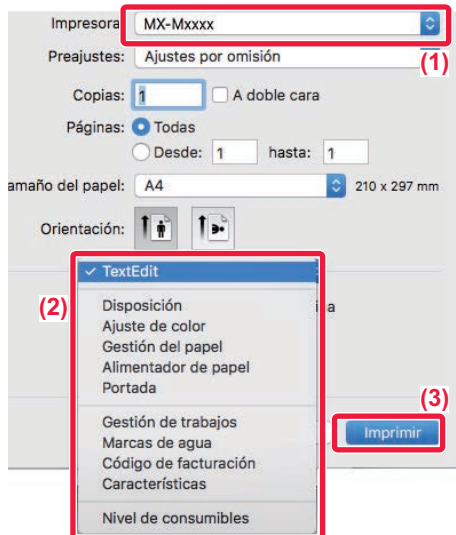 Impresora MX-Mxxxx
(1)
Preajustes: Ajustes por omisión
Copias: 1 A doble cara
Páginas: Todas
Desde: 1 hasta: 1
amaño del papel: A4 210 x 297 mm
Orientación:
(2)
✓ TextEdit
Disposición
Ajuste de color
Gestión del papel
Alimentador de papel
Portada
Gestión de trabajos
Marcas de agua
Código de facturación
Características
Nivel de consumibles
a
(3)
Imprimir